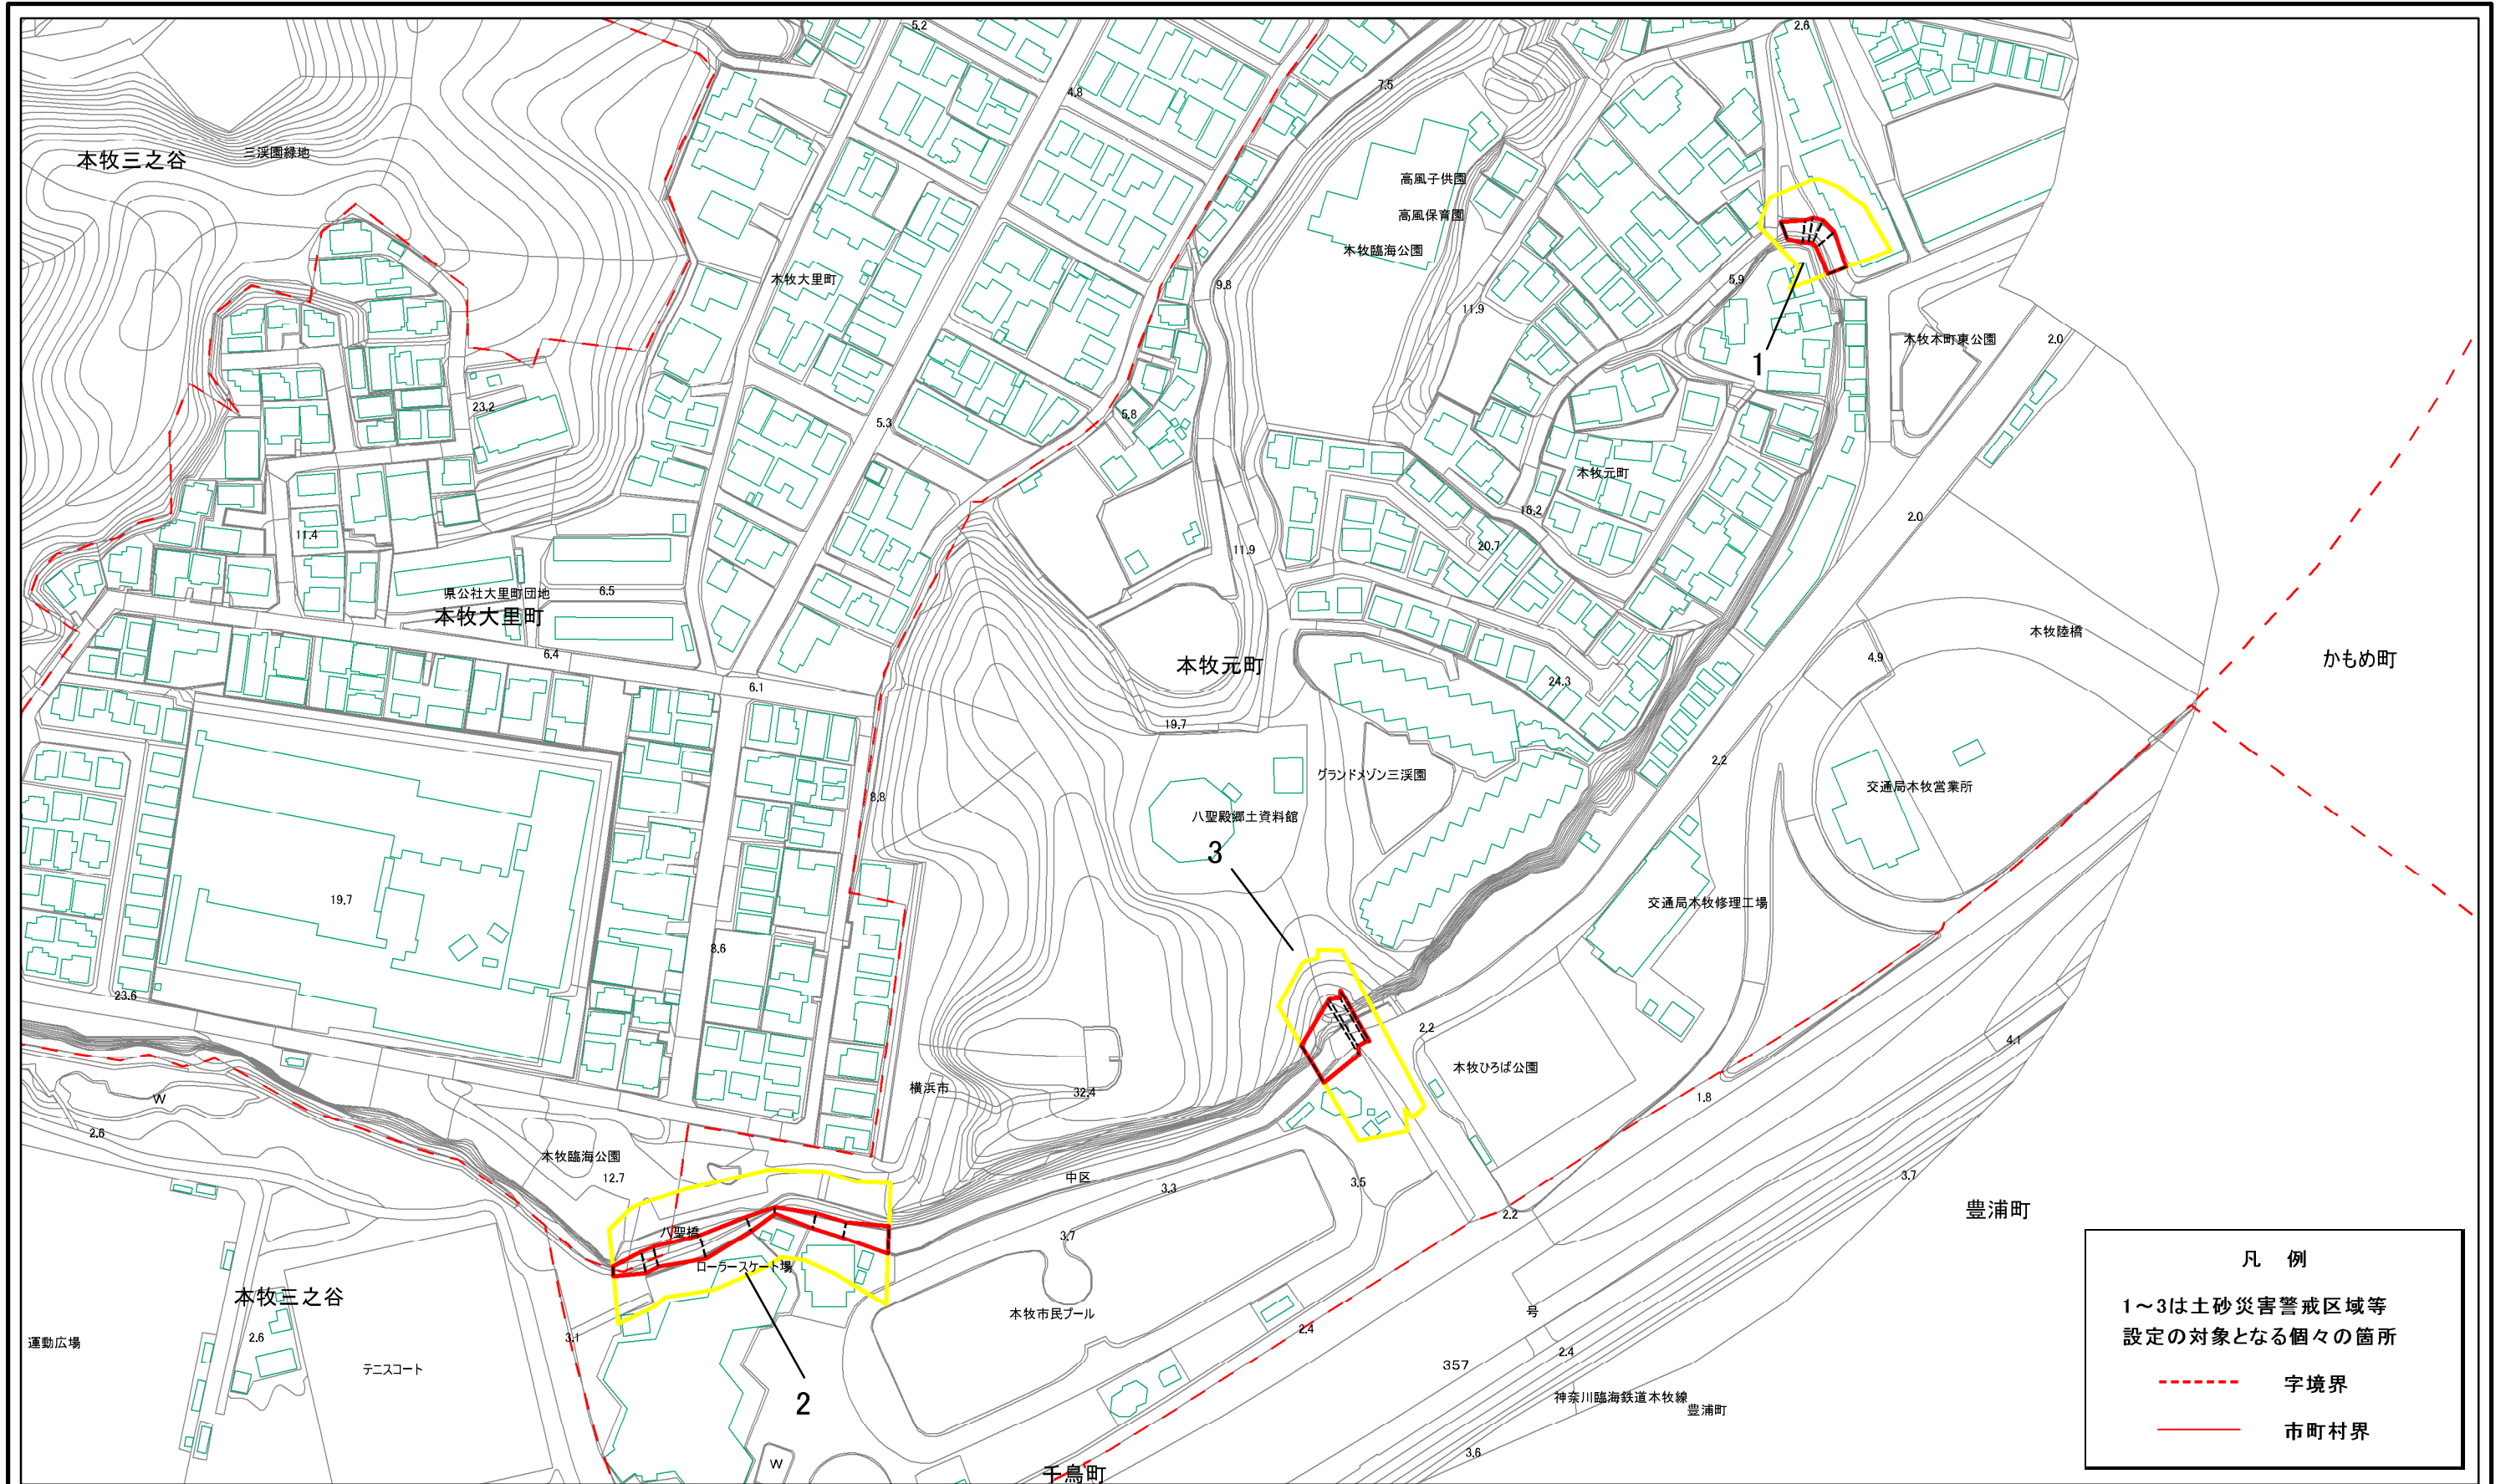 5.2
2.6
4.8
7.5
本牧三之谷
三渓園緑地
高風子供園
高風保育園
本牧臨海公園
本牧大里町
9.8
5.9
11.9
1
本牧本町東公園
2.0
23.2
5.8
5.3
本牧元町
16.2
2.0
11.4
20.7
11.9
県公社大里町団地
6.5
本牧大里町
本牧陸橋
6.4
4.9
かもめ町
本牧元町
24.3
6.1
19.7
2.2
グランドメゾン三渓園
交通局本牧営業所
8.8
八聖殿郷土資料館
3
19.7
交通局本牧修理工場
8.6
23.6
2.2
4.1
本牧ひろば公園
横浜市
32.4
W
1.8
2.6
本牧臨海公園
12.7
中区
3.3
3.5
3.7
2.2
豊浦町
八聖橋
3.7
ローラースケート場
本牧三之谷
本牧市民プール
号
2.6
3.1
2.4
運動広場
テニスコート
357
2.4
2
神奈川臨海鉄道本牧線
豊浦町
3.6
W
千鳥町
凡 例
1～3は土砂災害警戒区域等
設定の対象となる個々の箇所
字境界
市町村界